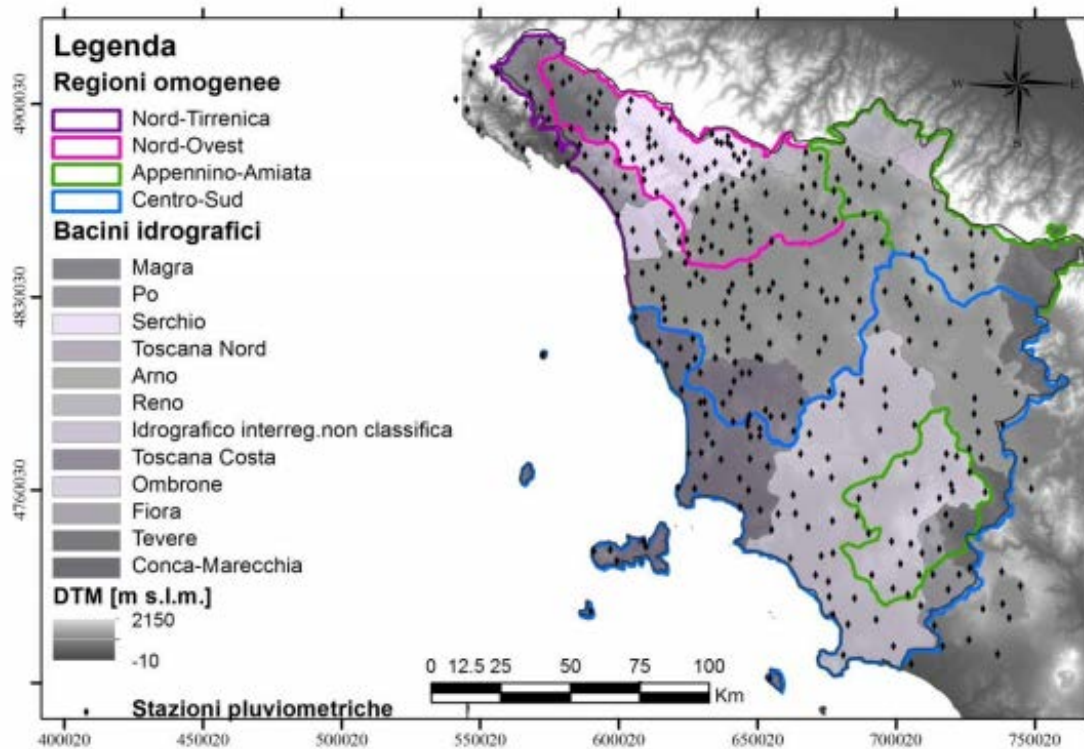 Legenda
Regioni omogenee
Nord-Tirrenica
Nord-Ovest
Appennino-Amiata
Centro-Sud
Bacini idrografici
Magra
Po
Serchio
Toscana Nord
Arno
Reno
Idrografico interreg.non classifica
Toscana Costa
Ombrone
Fiora
Tevere
Conca-Marecchia
DTM [m s.l.m.]
2150
-10
Stazioni pluviometriche
N
W E
S
0 12.5 25 50 75 100
Km
4900030
4830030
4760030
400020 450020 500020 550020 600020 650020 700020 750020